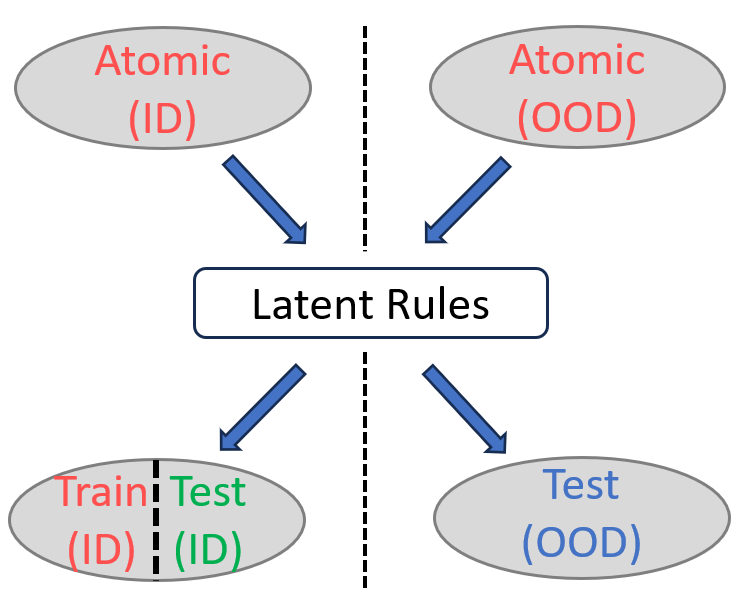 Atomic
(ID)
Atomic
(OOD)
Latent Rules
Train
(ID)
Test
(ID)
Test
(OOD)